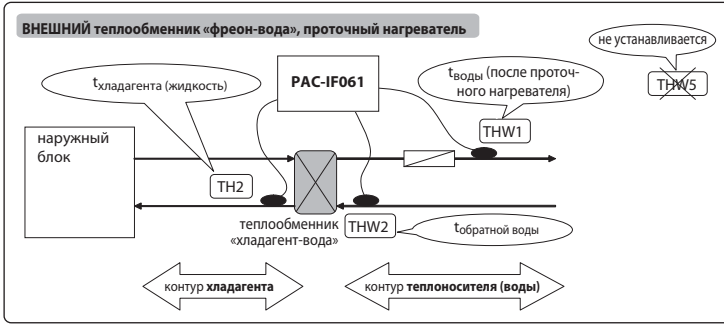 ВНЕШНИЙ теплообменник «фреон-вода», проточный нагреватель
не устанавливается
THW5
tхладагента (жидкость)
PAC-IF061
tводы (после проточ-
ного нагревателя)
THW1
наружный
блок
TH2
теплообменник
«хладагент-вода»
THW2
tобратной воды
контур хладагента
контур теплоносителя (воды)